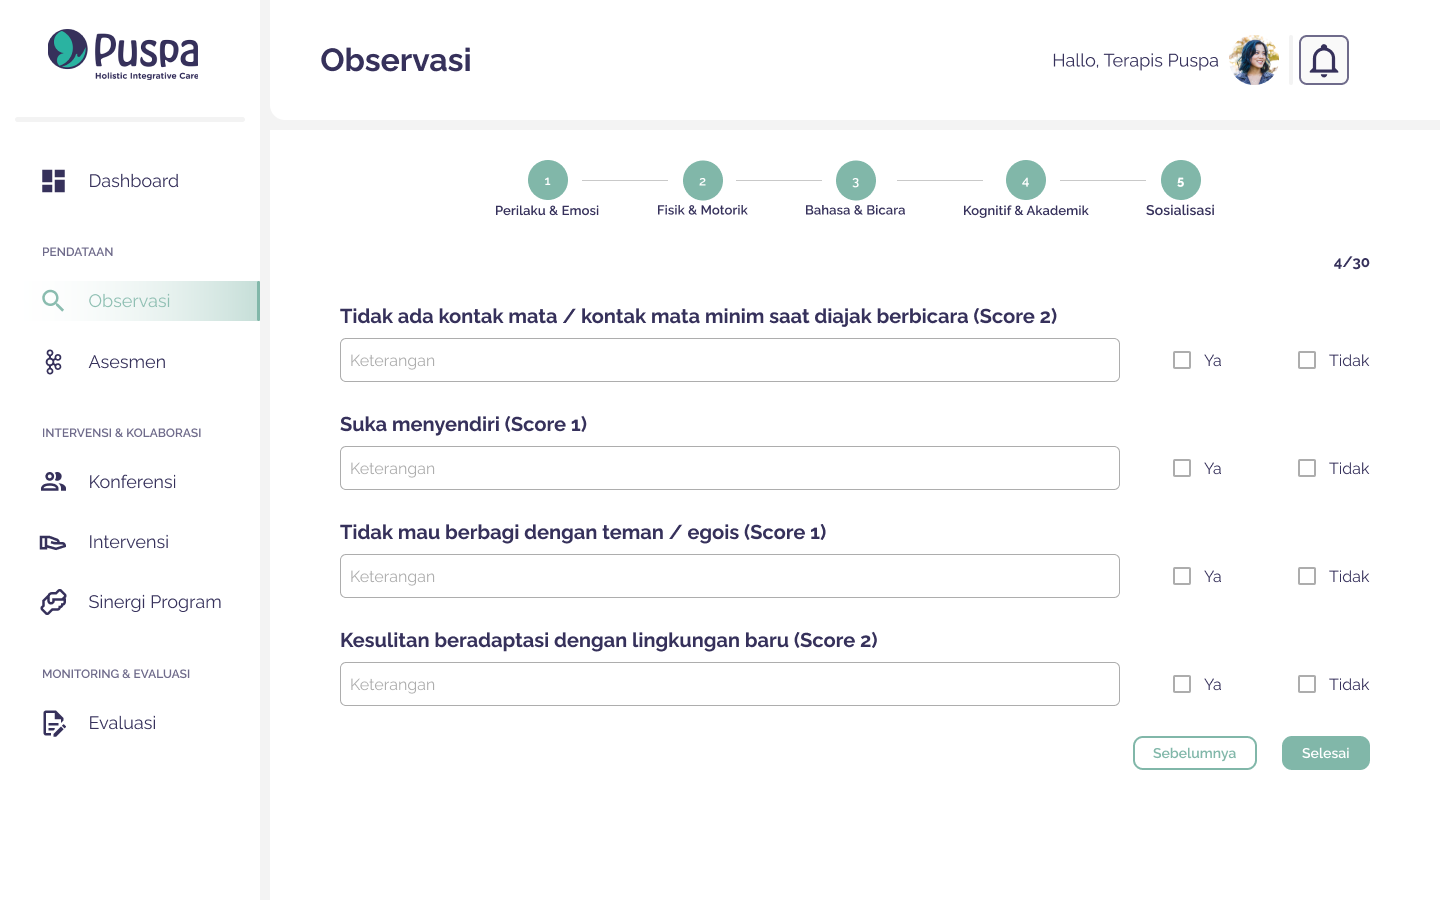 Puspa
Holistic Integrative Care
Dashboard
PENDATAAN
Observasi
Asesmen
INTERVENSI & KOLABORASI
Konferensi
Intervensi
Sinergi Program
MONITORING & EVALUASI
Evaluasi
Observasi
Hallo, Terapis Puspa
1 2 3 4 5
Perilaku & Emosi Fisik & Motorik Bahasa & Bicara Kognitif & Akademik Sosialisasi
4/30
Tidak ada kontak mata / kontak mata minim saat diajak berbicara (Score 2)
Keterangan Ya Tidak
Suka menyendiri (Score 1)
Keterangan Ya Tidak
Tidak mau berbagi dengan teman / egois (Score 1)
Keterangan Ya Tidak
Kesulitan beradaptasi dengan lingkungan baru (Score 2)
Keterangan Ya Tidak
Sebelumnya Selesai